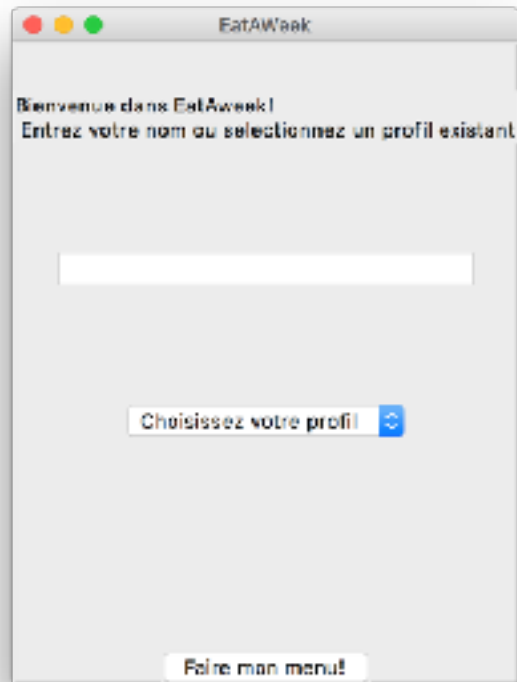 EatAWeek
Bienvenue dans EatAweek!
Entrez votre nom ou selectionnez un profil existant
Choisissez votre profil
Faire mon menu!